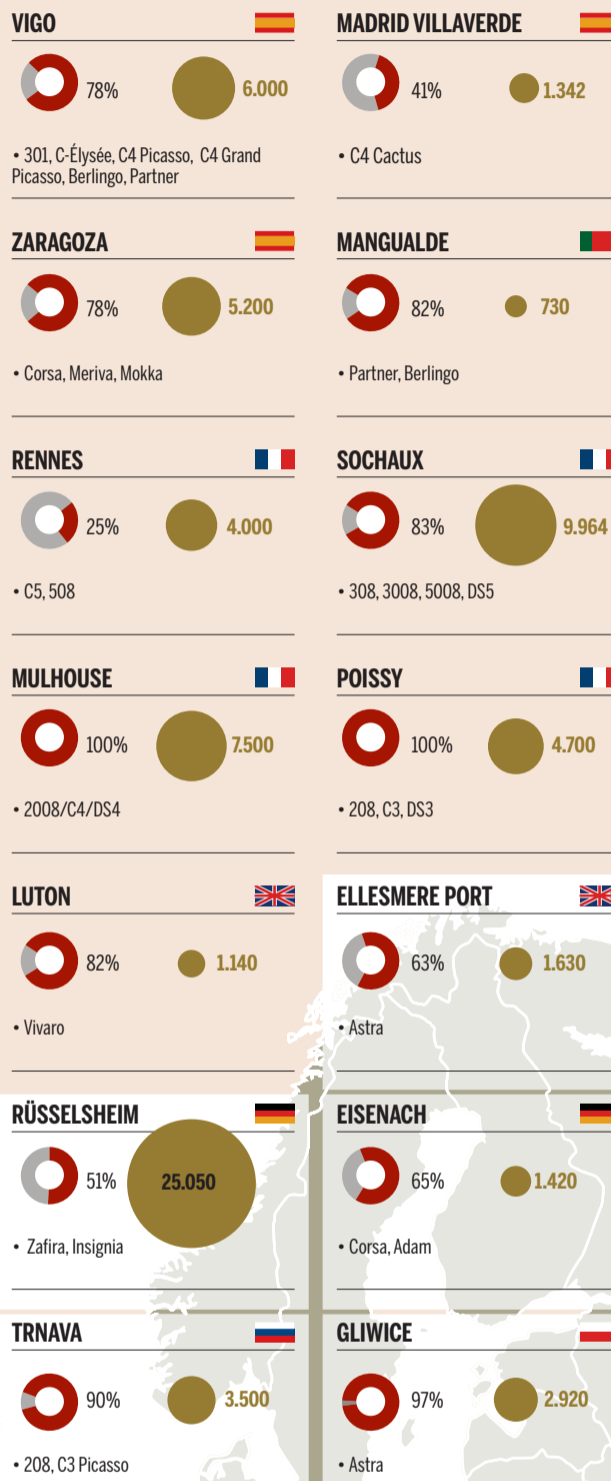 VIGO
78%
6.000
• 301, C-Élysée, C4 Picasso, C4 Grand
Picasso, Berlingo, Partner
MADRID VILLAVERDE
41%
1.342
• C4 Cactus
ZARAGOZA
78%
5.200
• Corsa, Meriva, Mokka
MANGUALDE
82%
730
• Partner, Berlingo
RENNES
25%
4.000
• C5, 508
SOCHAUX
83%
9.964
• 308, 3008, 5008, DS5
MULHOUSE
100%
7.500
• 2008/C4/DS4
POISSY
100%
4.700
• 208, C3, DS3
LUTON
82%
1.140
• Vivaro
ELLESMERE PORT
63%
1.630
• Astra
RÜSSELSHEIM
51%
25.050
• Zafira, Insignia
EISENACH
65%
1.420
• Corsa, Adam
TRNAVA
90%
3.500
• 208, C3 Picasso
GLIWICE
97%
2.920
• Astra